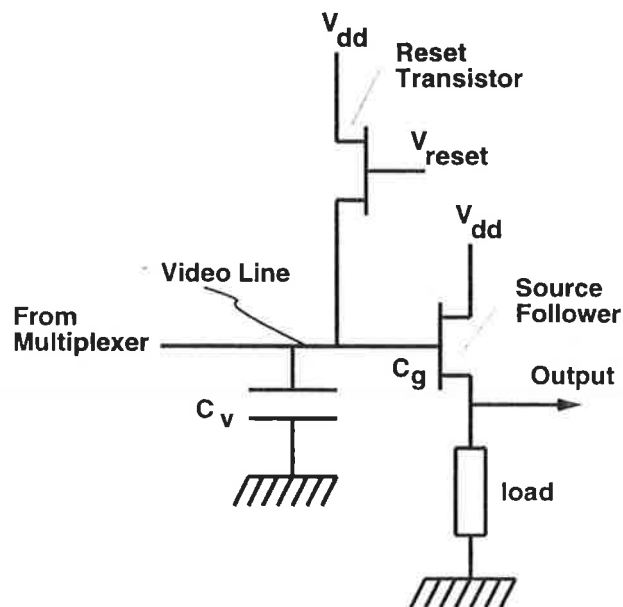 Vdd
Reset
Transistor
Vreset
Vdd
Video Line
Source
Follower
From
Multiplexer
Cg
Output
Cv
load